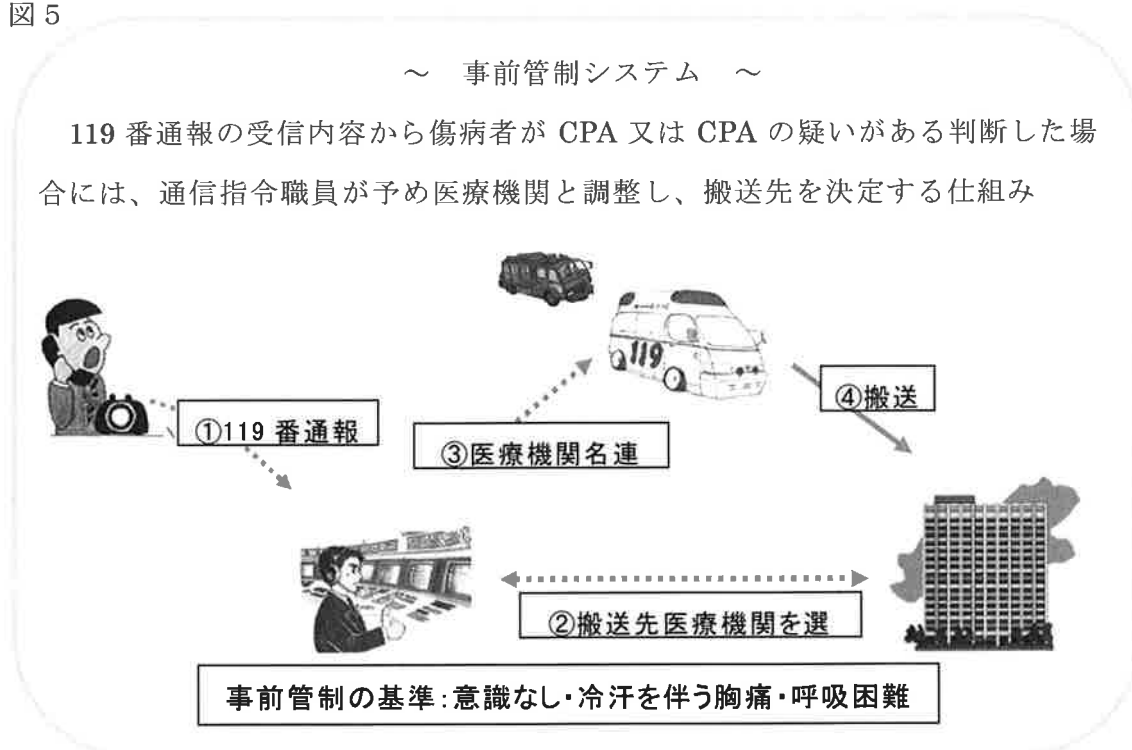 図5
~ 事前管制システム ~
119番通報の受信内容から傷病者がCPA又はCPAの疑いがある判断した場
合には、通信指令職員が予め医療機関と調整し、搬送先を決定する仕組み
119
④搬送
①119番通報
③医療機関名連
②搬送先医療機関を選
事前管制の基準:意識なし・冷汗を伴う胸痛・呼吸困難